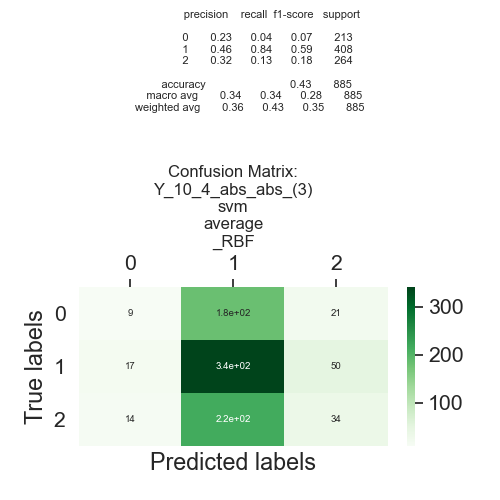 precision recall f1-score support
0 0.23 0.04 0.07 213
1 0.46 0.84 0.59 408
2 0.32 0.13 0.18 264
accuracy 0.43 885
macro avg 0.34 0.34 0.28 885
weighted avg 0.36 0.43 0.35 885
Confusion Matrix:
Y_10_4_abs_abs_(3)
svm
average
_RBF
0 1 2
0 9 1.8e+02 21
1 17 3.4e+02 50
2 14 2.2e+02 34
True labels
Predicted labels
300
200
100